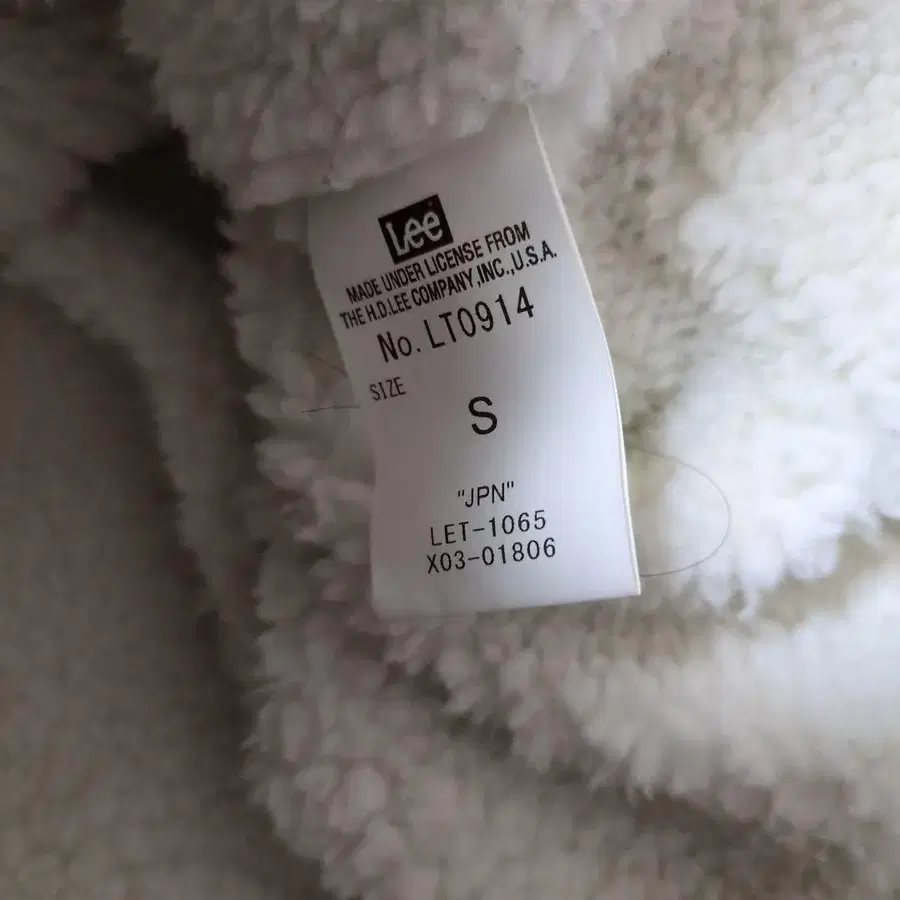 Lee
MADE UNDER LICENSE FROM
THE H.D.LEE COMPANY,INC.,U.S.A.
No. LT0914
SIZE
S
"JPN"
LET-1065
X03-01806